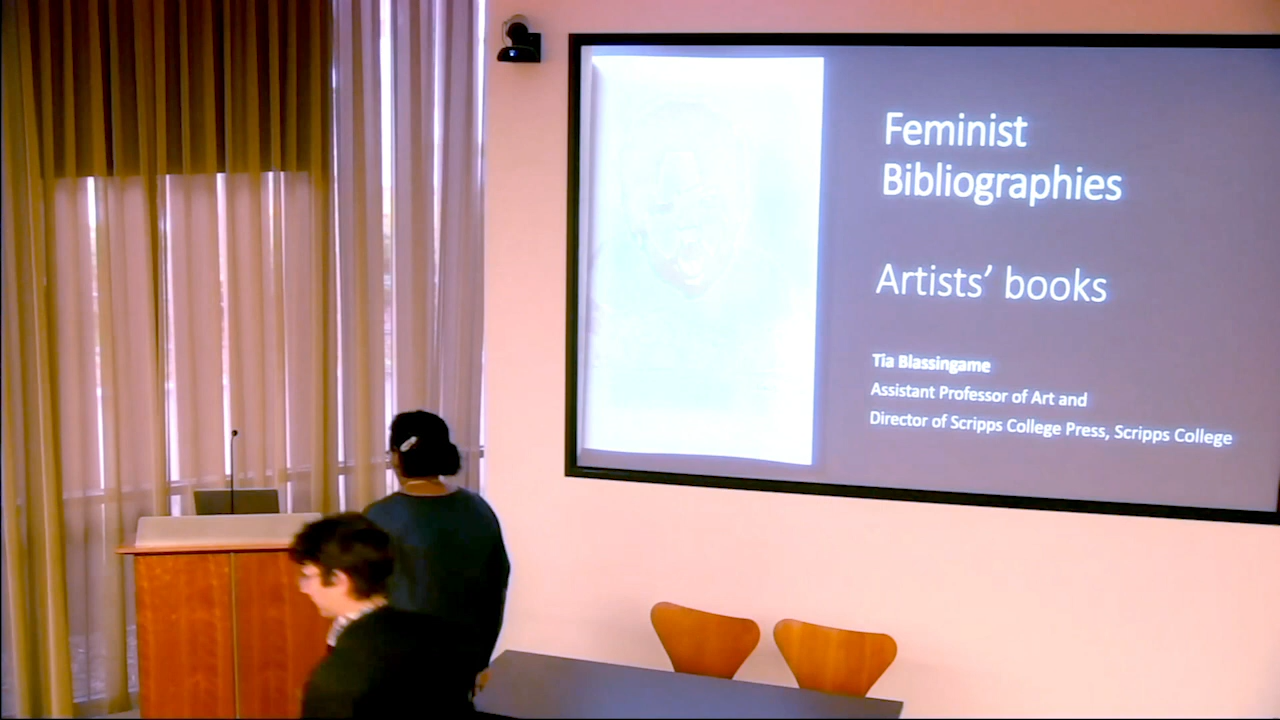 Feminist
Bibliographies
Artists’ books
Tia Blassingame
Assistant Professor of Art and
Director of Scripps College Press, Scripps College